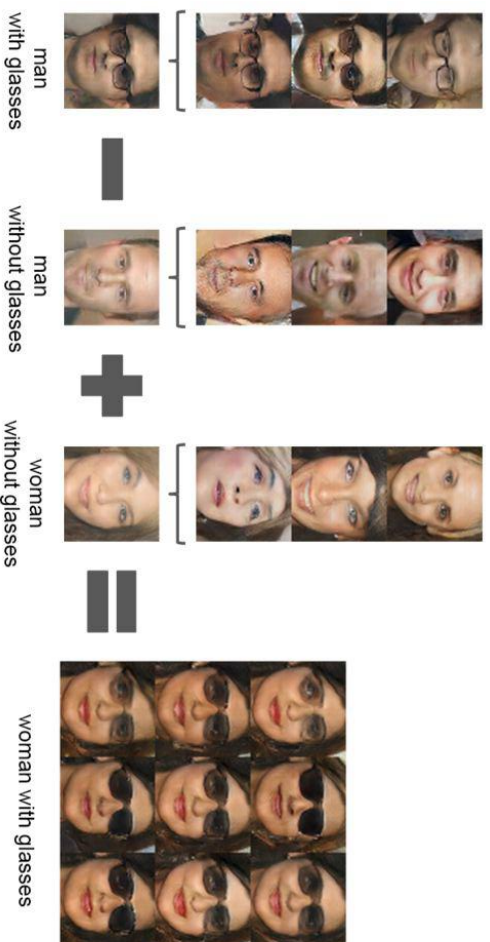 man
with glasses
man
without glasses
woman
without glasses
woman with glasses